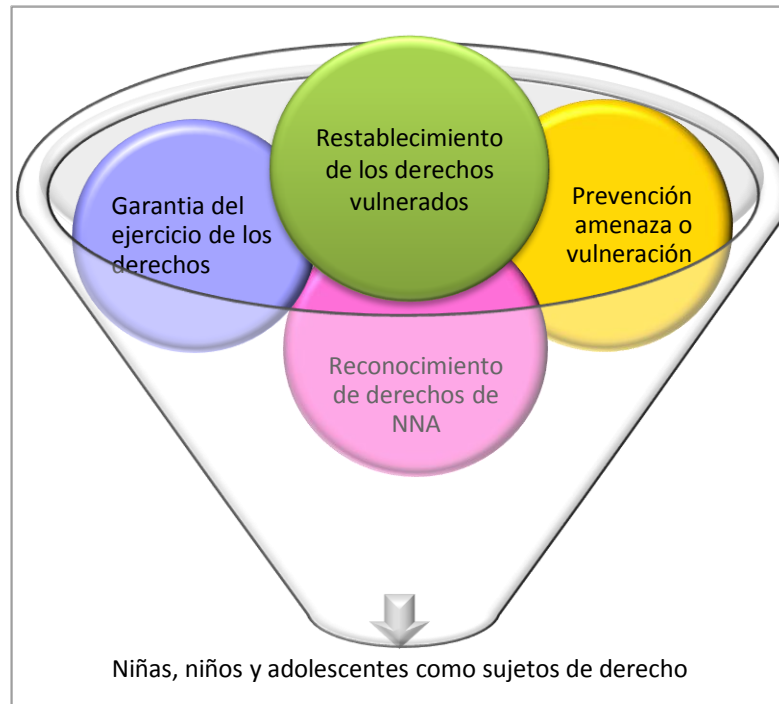 Restablecimiento
de los derechos
vulnerados
Garantia del
ejercicio de los
derechos
Prevención
amenaza o
vulneración
Reconocimiento
de derechos de
NNA
Niñas, niños y adolescentes como sujetos de derecho